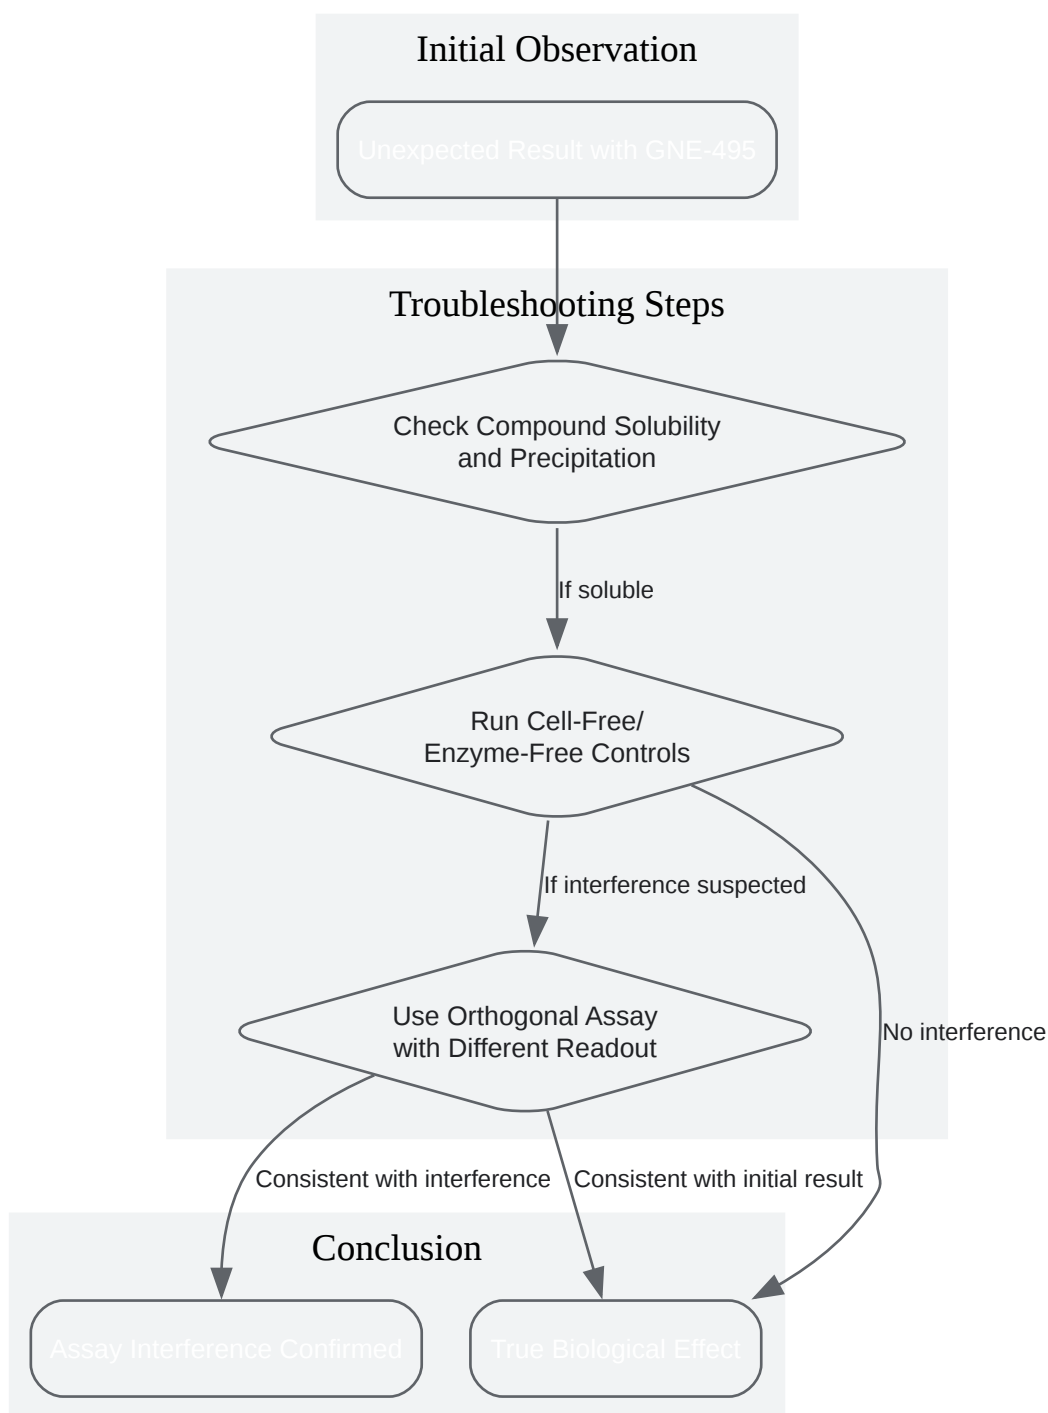 Initial Observation
Unexpected Result with GNE-495
Troubleshooting Steps
Check Compound Solubility
and Precipitation
If soluble
Run Cell-Free/
Enzyme-Free Controls
If interference suspected
Use Orthogonal Assay
with Different Readout
No interference
Consistent with interference
Consistent with initial result
Conclusion
Assay Interference Confirmed
True Biological Effect